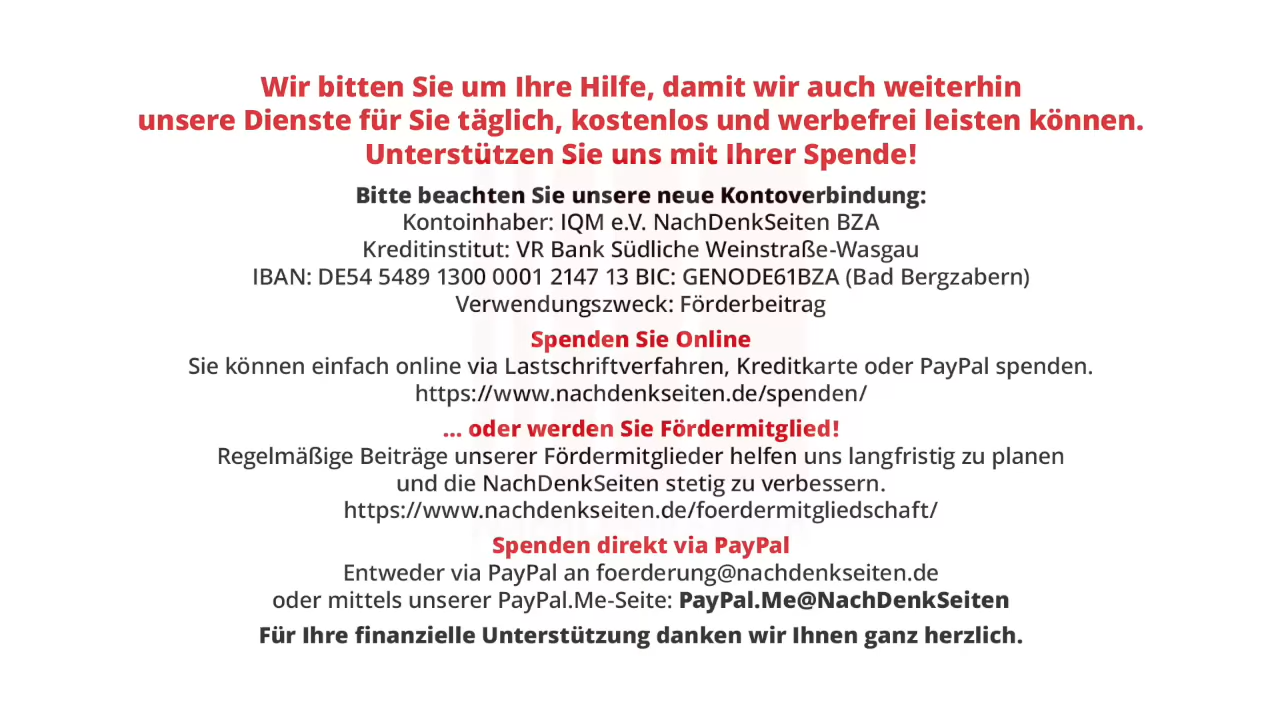 Wir bitten Sie um Ihre Hilfe, damit wir auch weiterhin
unsere Dienste für Sie täglich, kostenlos und werbefrei leisten können.
Unterstützen Sie uns mit Ihrer Spende!
Bitte beachten Sie unsere neue Kontoverbindung:
Kontoinhaber: IQM e.V. NachDenkSeiten BZA
Kreditinstitut: VR Bank Südliche Weinstraße-Wasgau
IBAN: DE54 5489 1300 0001 2147 13 BIC: GENODE61BZA (Bad Bergzabern)
Verwendungszweck: Förderbeitrag
Spenden Sie Online
Sie können einfach online via Lastschriftverfahren, Kreditkarte oder PayPal spenden.
https://www.nachdenkseiten.de/spenden/
... oder werden Sie Fördermitglied!
Regelmäßige Beiträge unserer Fördermitglieder helfen uns langfristig zu planen
und die NachDenkSeiten stetig zu verbessern.
https://www.nachdenkseiten.de/foerdermitgliedschaft/
Spenden direkt via PayPal
Entweder via PayPal an foerderung@nachdenkseiten.de
oder mittels unserer PayPal.Me-Seite: PayPal.Me@NachDenkSeiten
Für Ihre finanzielle Unterstützung danken wir Ihnen ganz herzlich.